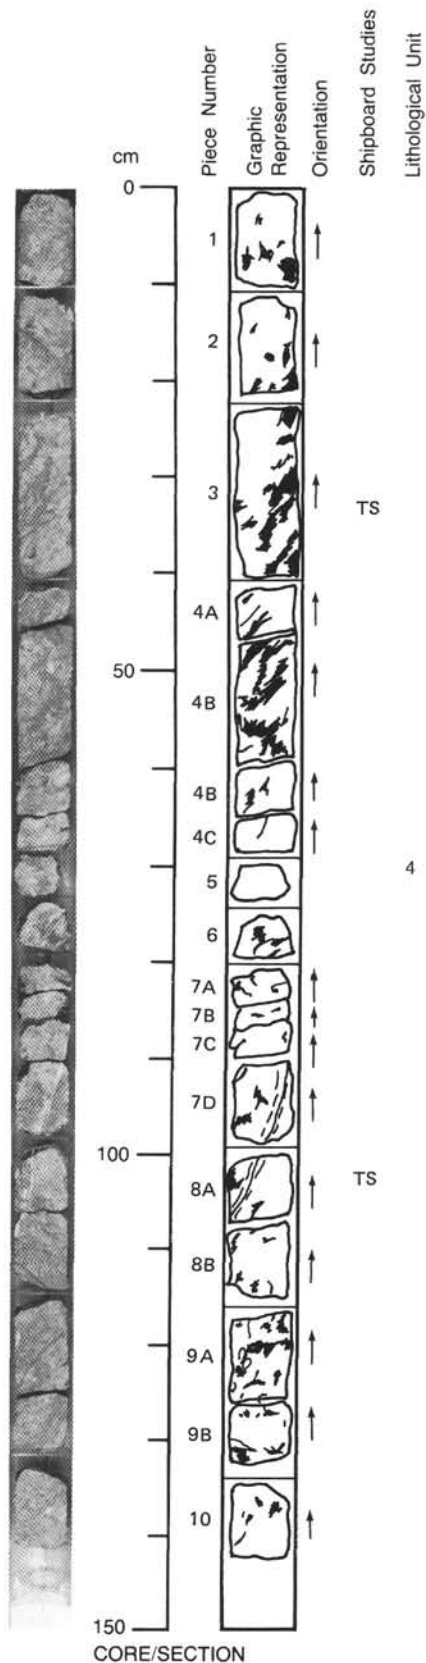 cm
Piece Number
Graphic
Representation
Orientation
Shipboard Studies
Lithological Unit
0
1
2
3
TS
4A
50
4B
4B
4C
5
4
6
7A
7B
7C
7D
100
8A
TS
8B
9A
9B
10
150
CORE/SECTION